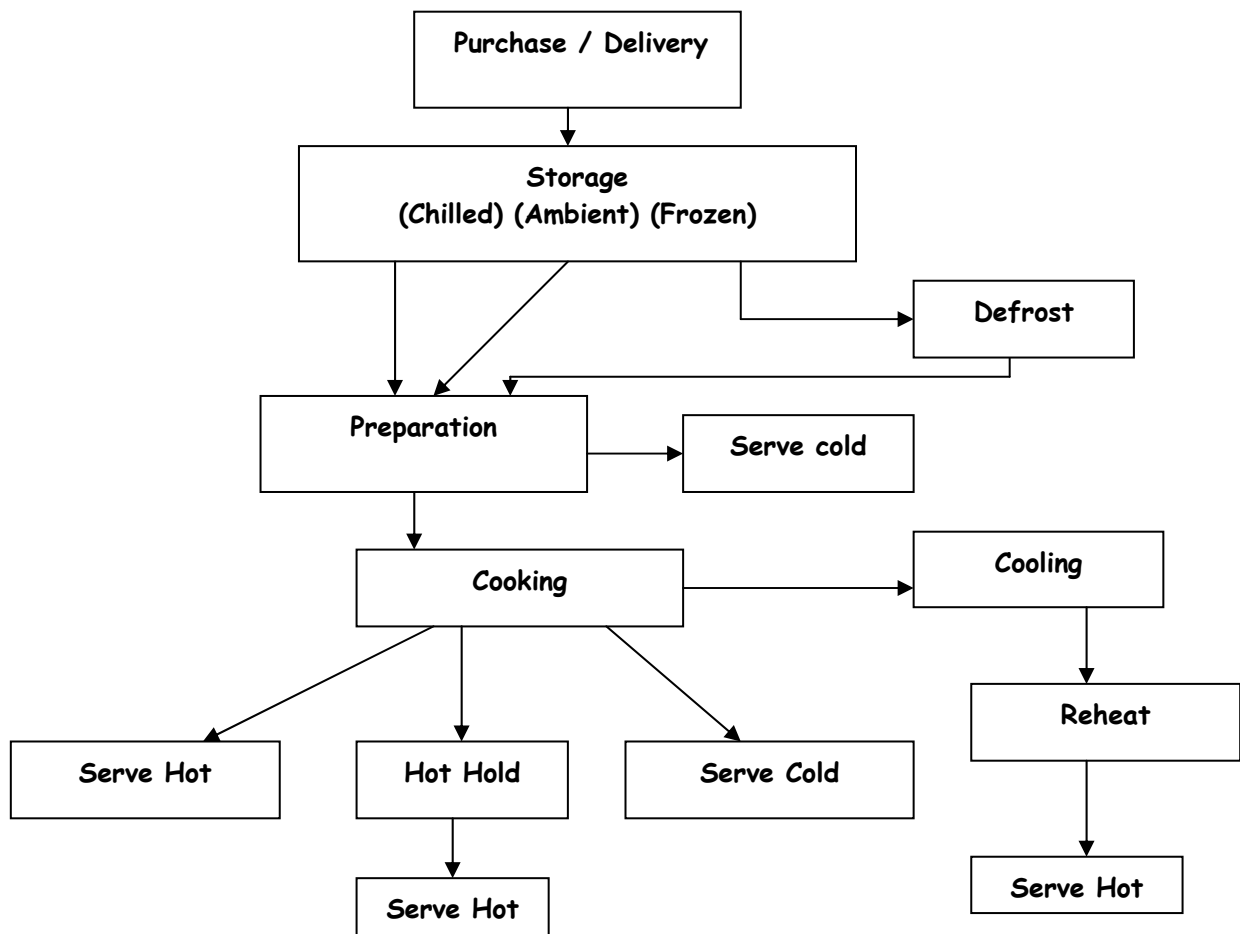 Purchase / Delivery
Storage
(Chilled) (Ambient) (Frozen)
Defrost
Preparation
Serve cold
Cooking
Cooling
Reheat
Serve Hot
Hot Hold
Serve Cold
Serve Hot
Serve Hot